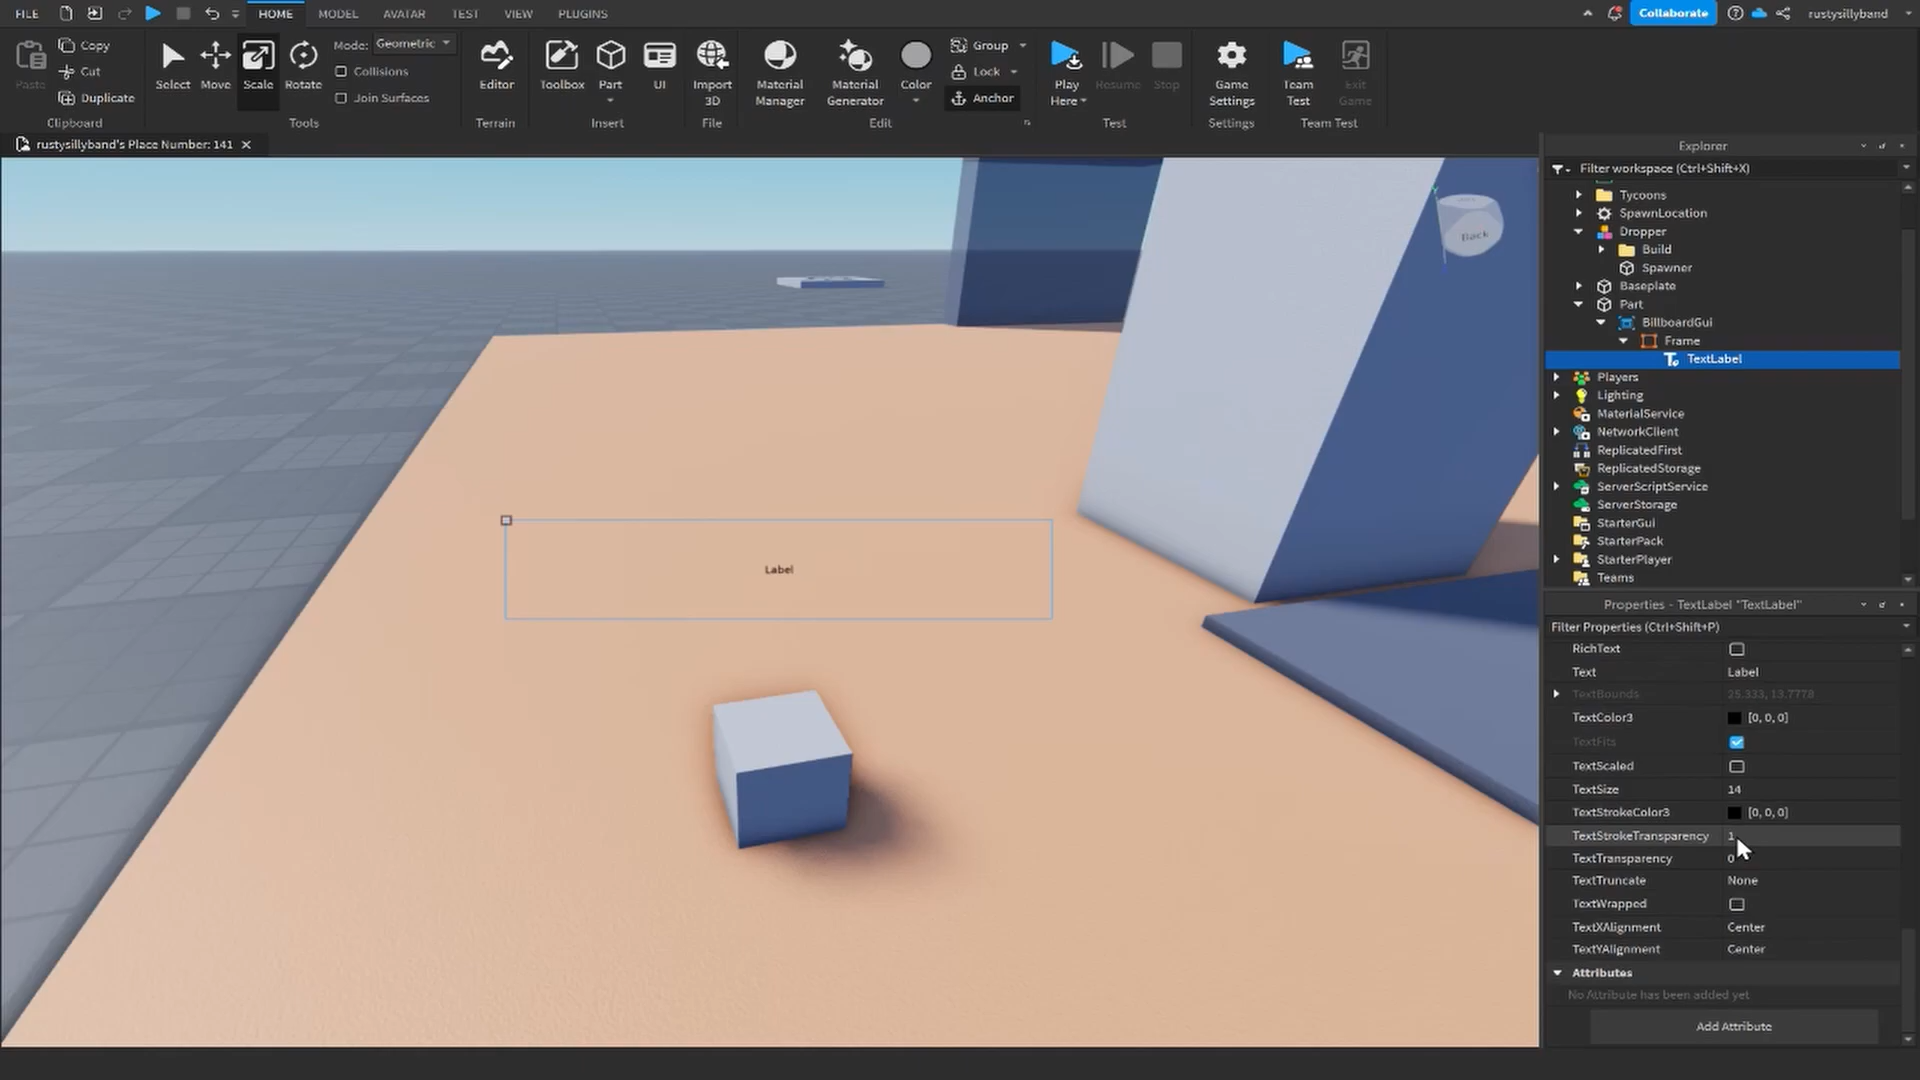 FILE HOME MODEL AVATAR TEST VIEW PLUGINS Collaborate rustysillyband
Paste Copy Cut Duplicate Clipboard
Select Move Scale Rotate Mode: Geometric Collisions Join Surfaces Tools
Editor Terrain
Toolbox Part UI Insert
Import 3D File
Material Manager Material Generator Color Group Lock Anchor Edit
Play Here Resume Stop Test
Game Settings Settings
Team Test Exit Game Team Test
rustysillyband's Place Number: 141
Back
Label
Explorer
Filter workspace (Ctrl+Shift+X)
Tycoons
SpawnLocation
Dropper
Build
Spawner
Baseplate
Part
BillboardGui
Frame
TextLabel
Players
Lighting
MaterialService
NetworkClient
ReplicatedFirst
ReplicatedStorage
ServerScriptService
ServerStorage
StarterGui
StarterPack
StarterPlayer
Teams
Properties - TextLabel "TextLabel"
Filter Properties (Ctrl+Shift+P)
RichText
Text Label
TextBounds 25.333, 13.7778
TextColor3 [0, 0, 0]
TextFits
TextScaled
TextSize 14
TextStrokeColor3 [0, 0, 0]
TextStrokeTransparency 1
TextTransparency 0
TextTruncate None
TextWrapped
TextXAlignment Center
TextYAlignment Center
Attributes
No Attribute has been added yet
Add Attribute